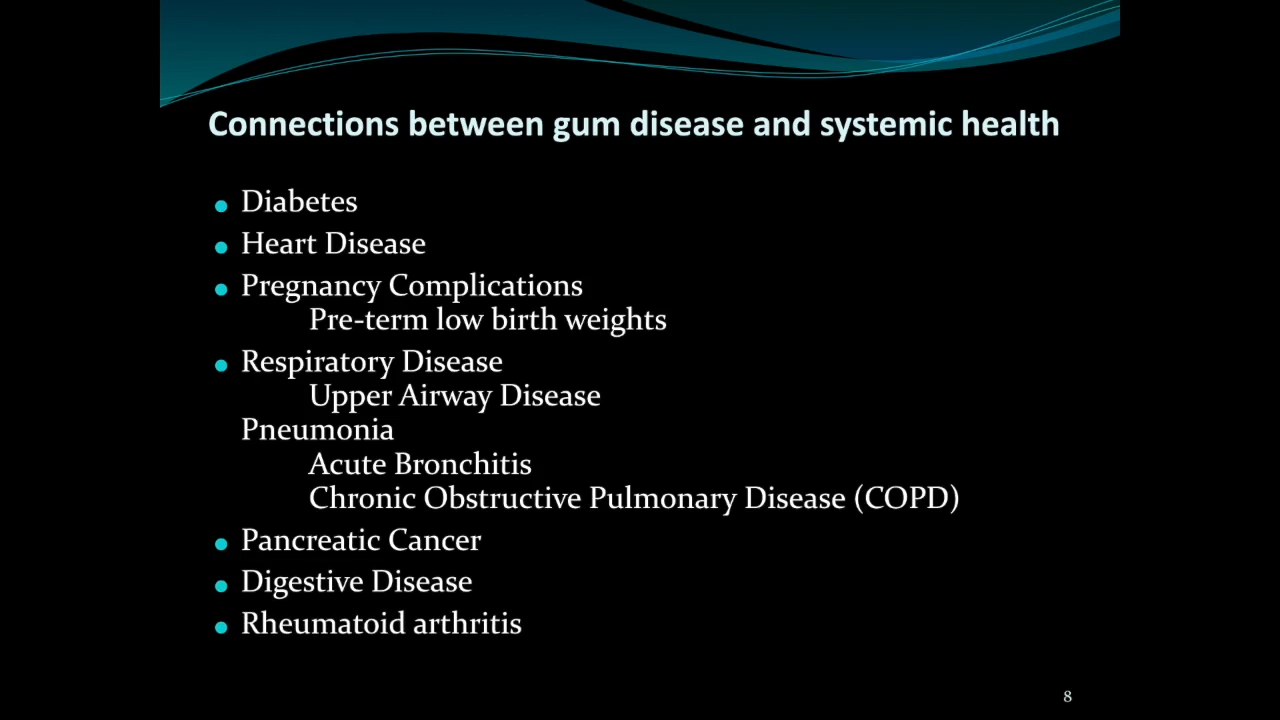 Connections between gum disease and systemic health
Diabetes
Heart Disease
Pregnancy Complications
Pre-term low birth weights
Respiratory Disease
Upper Airway Disease
Pneumonia
Acute Bronchitis
Chronic Obstructive Pulmonary Disease (COPD)
Pancreatic Cancer
Digestive Disease
Rheumatoid arthritis
8